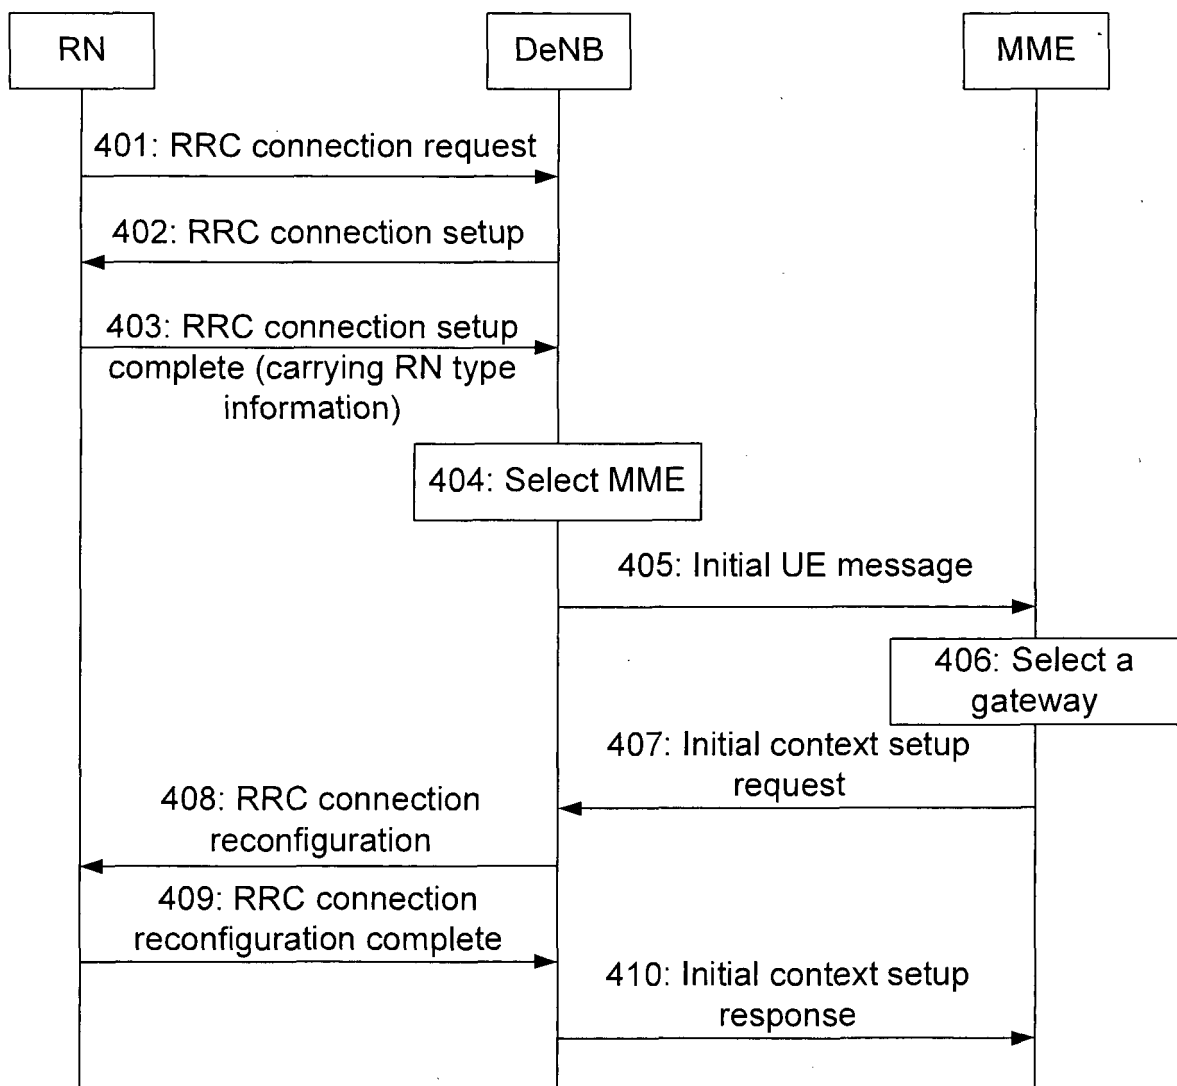 RN
DeNB
MME
401: RRC connection request
402: RRC connection setup
403: RRC connection setup
complete (carrying RN type
information)
404: Select MME
405: Initial UE message
406: Select a
gateway
407: Initial context setup
request
408: RRC connection
reconfiguration
409: RRC connection
reconfiguration complete
410: Initial context setup
response